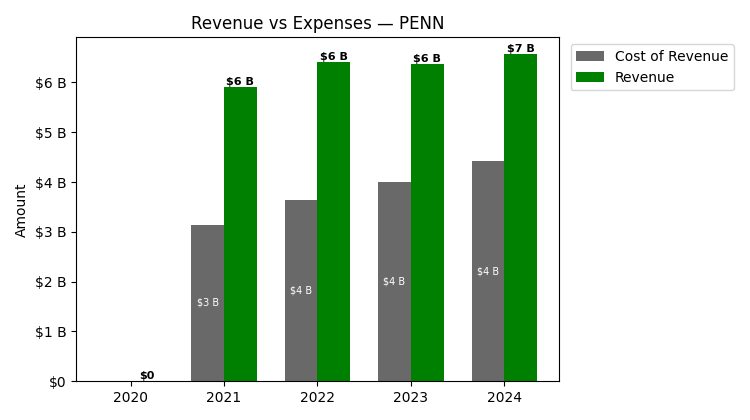 Revenue vs Expenses — PENN
Cost of Revenue
Revenue
Amount
$6 B
$5 B
$4 B
$3 B
$2 B
$1 B
$0
$0
$6 B
$6 B
$6 B
$7 B
$3 B
$4 B
$4 B
$4 B
2020 2021 2022 2023 2024